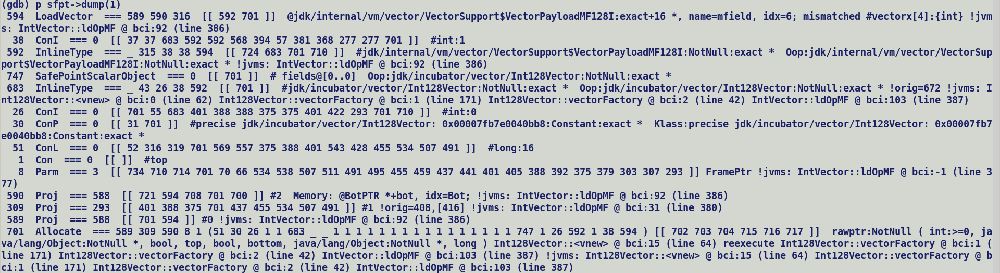 (gdb) p sfpt->dump(1)
 594  LoadVector  === 589 590 316  [[ 592 701 ]]  @jdk/internal/vm/vector/VectorSupport$VectorPayloadMF128I:exact+16 *, name=mfield, idx=6; mismatched #vectorx[4]:{int} !jvm
s: IntVector::ldOpMF @ bci:92 (line 386)
  38  ConI  === 0  [[ 37 37 683 592 592 568 394 57 381 368 277 277 701 ]]  #int:1
 592  InlineType  === _ 315 38 38 594  [[ 724 683 701 710 ]]  #jdk/internal/vm/vector/VectorSupport$VectorPayloadMF128I:NotNull:exact *  Oop:jdk/internal/vm/vector/VectorSup
port$VectorPayloadMF128I:NotNull:exact * !jvms: IntVector::ldOpMF @ bci:92 (line 386)
 747  SafePointScalarObject  === 0  [[ 701 ]]  # fields@[0..0]  Oop:jdk/incubator/vector/Int128Vector:NotNull:exact *
 683  InlineType  === _ 43 26 38 592  [[ 701 ]]  #jdk/incubator/vector/Int128Vector:NotNull:exact *  Oop:jdk/incubator/vector/Int128Vector:NotNull:exact * !orig=672 !jvms: I
nt128Vector::<vnew> @ bci:0 (line 62) Int128Vector::vectorFactory @ bci:1 (line 171) Int128Vector::vectorFactory @ bci:2 (line 42) IntVector::ldOpMF @ bci:103 (line 387)
  26  ConI  === 0  [[ 701 55 683 401 388 388 375 375 401 422 293 701 710 ]]  #int:0
  30  ConP  === 0  [[ 31 701 ]]  #precise jdk/incubator/vector/Int128Vector: 0x00007fb7e0040bb8:Constant:exact *  Klass:precise jdk/incubator/vector/Int128Vector: 0x00007fb7
e0040bb8:Constant:exact *
  51  ConL  === 0  [[ 52 316 319 701 569 557 375 388 401 543 428 455 534 507 491 ]]  #long:16
   1  Con  === 0  [[ ]]  #top
   8  Parm  === 3  [[ 734 710 714 701 70 66 534 538 507 511 491 495 455 459 437 441 401 405 388 392 375 379 303 307 293 ]] FramePtr !jvms: IntVector::ldOpMF @ bci:-1 (line 3
77)
 590  Proj  === 588  [[ 721 594 708 701 700 ]] #2  Memory: @BotPTR *+bot, idx=Bot; !jvms: IntVector::ldOpMF @ bci:92 (line 386)
 309  Proj  === 293  [[ 401 388 375 701 437 455 534 507 491 ]] #1 !orig=408,[416] !jvms: IntVector::ldOpMF @ bci:31 (line 380)
 589  Proj  === 588  [[ 701 594 ]] #0 !jvms: IntVector::ldOpMF @ bci:92 (line 386)
 701  Allocate  === 589 309 590 8 1 (51 30 26 1 1 683 _ _ 1 1 1 1 1 1 1 1 1 1 1 1 1 1 1 1 747 1 26 592 1 38 594 ) [[ 702 703 704 715 716 717 ]]  rawptr:NotNull ( int:>=0, ja
va/lang/Object:NotNull *, bool, top, bool, bottom, java/lang/Object:NotNull *, long ) Int128Vector::<vnew> @ bci:15 (line 64) reexecute Int128Vector::vectorFactory @ bci:1 (
line 171) Int128Vector::vectorFactory @ bci:2 (line 42) IntVector::ldOpMF @ bci:103 (line 387) !jvms: Int128Vector::<vnew> @ bci:15 (line 64) Int128Vector::vectorFactory @ b
ci:1 (line 171) Int128Vector::vectorFactory @ bci:2 (line 42) IntVector::ldOpMF @ bci:103 (line 387)